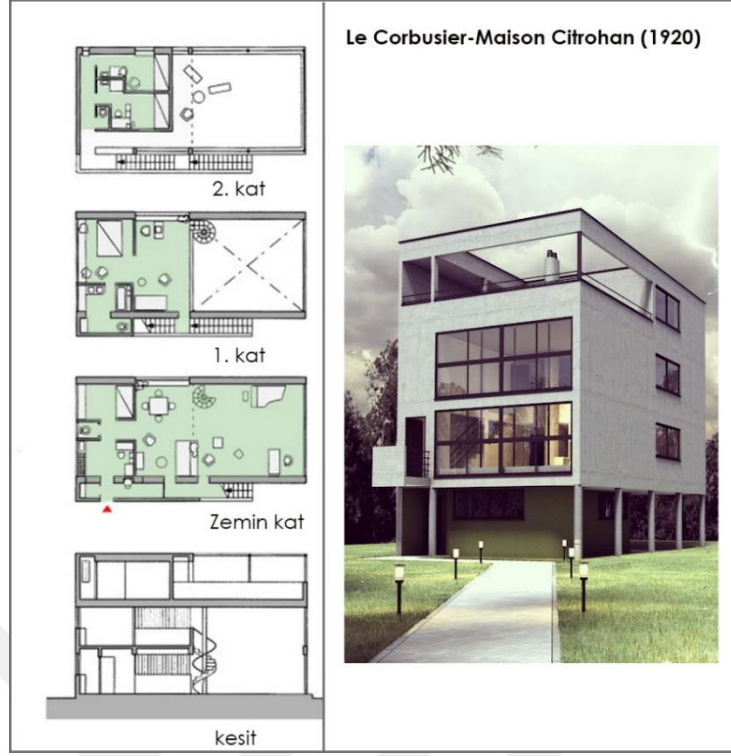 Le Corbusier-Maison Citrohan (1920)
2. kat
1. kat
Zemin kat
kesit